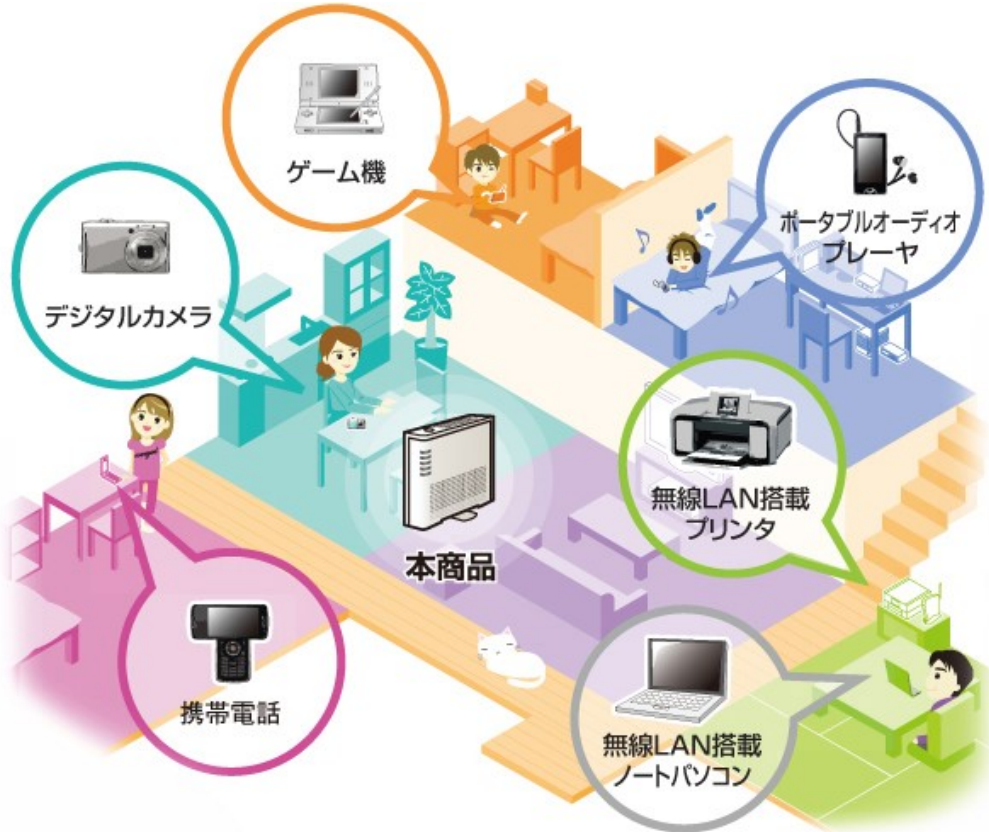 ゲーム機
ポータブルオーディオ
プレーヤ
デジタルカメラ
無線LAN搭載
プリンタ
本商品
携帯電話
無線LAN搭載
ノートパソコン